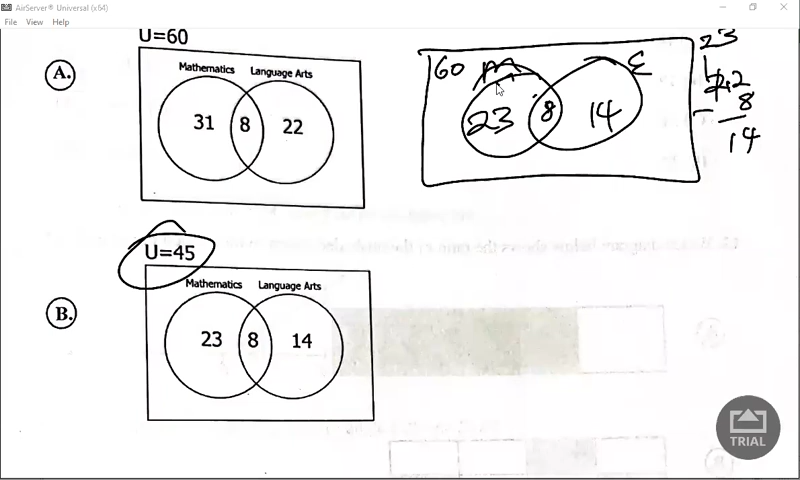 AirServer® Universal (x64)
File View Help
U=60
A.
Mathematics Language Arts
31 8 22
60 m ε
23 8 14
23
8
14
U=45
B.
Mathematics Language Arts
23 8 14
TRIAL